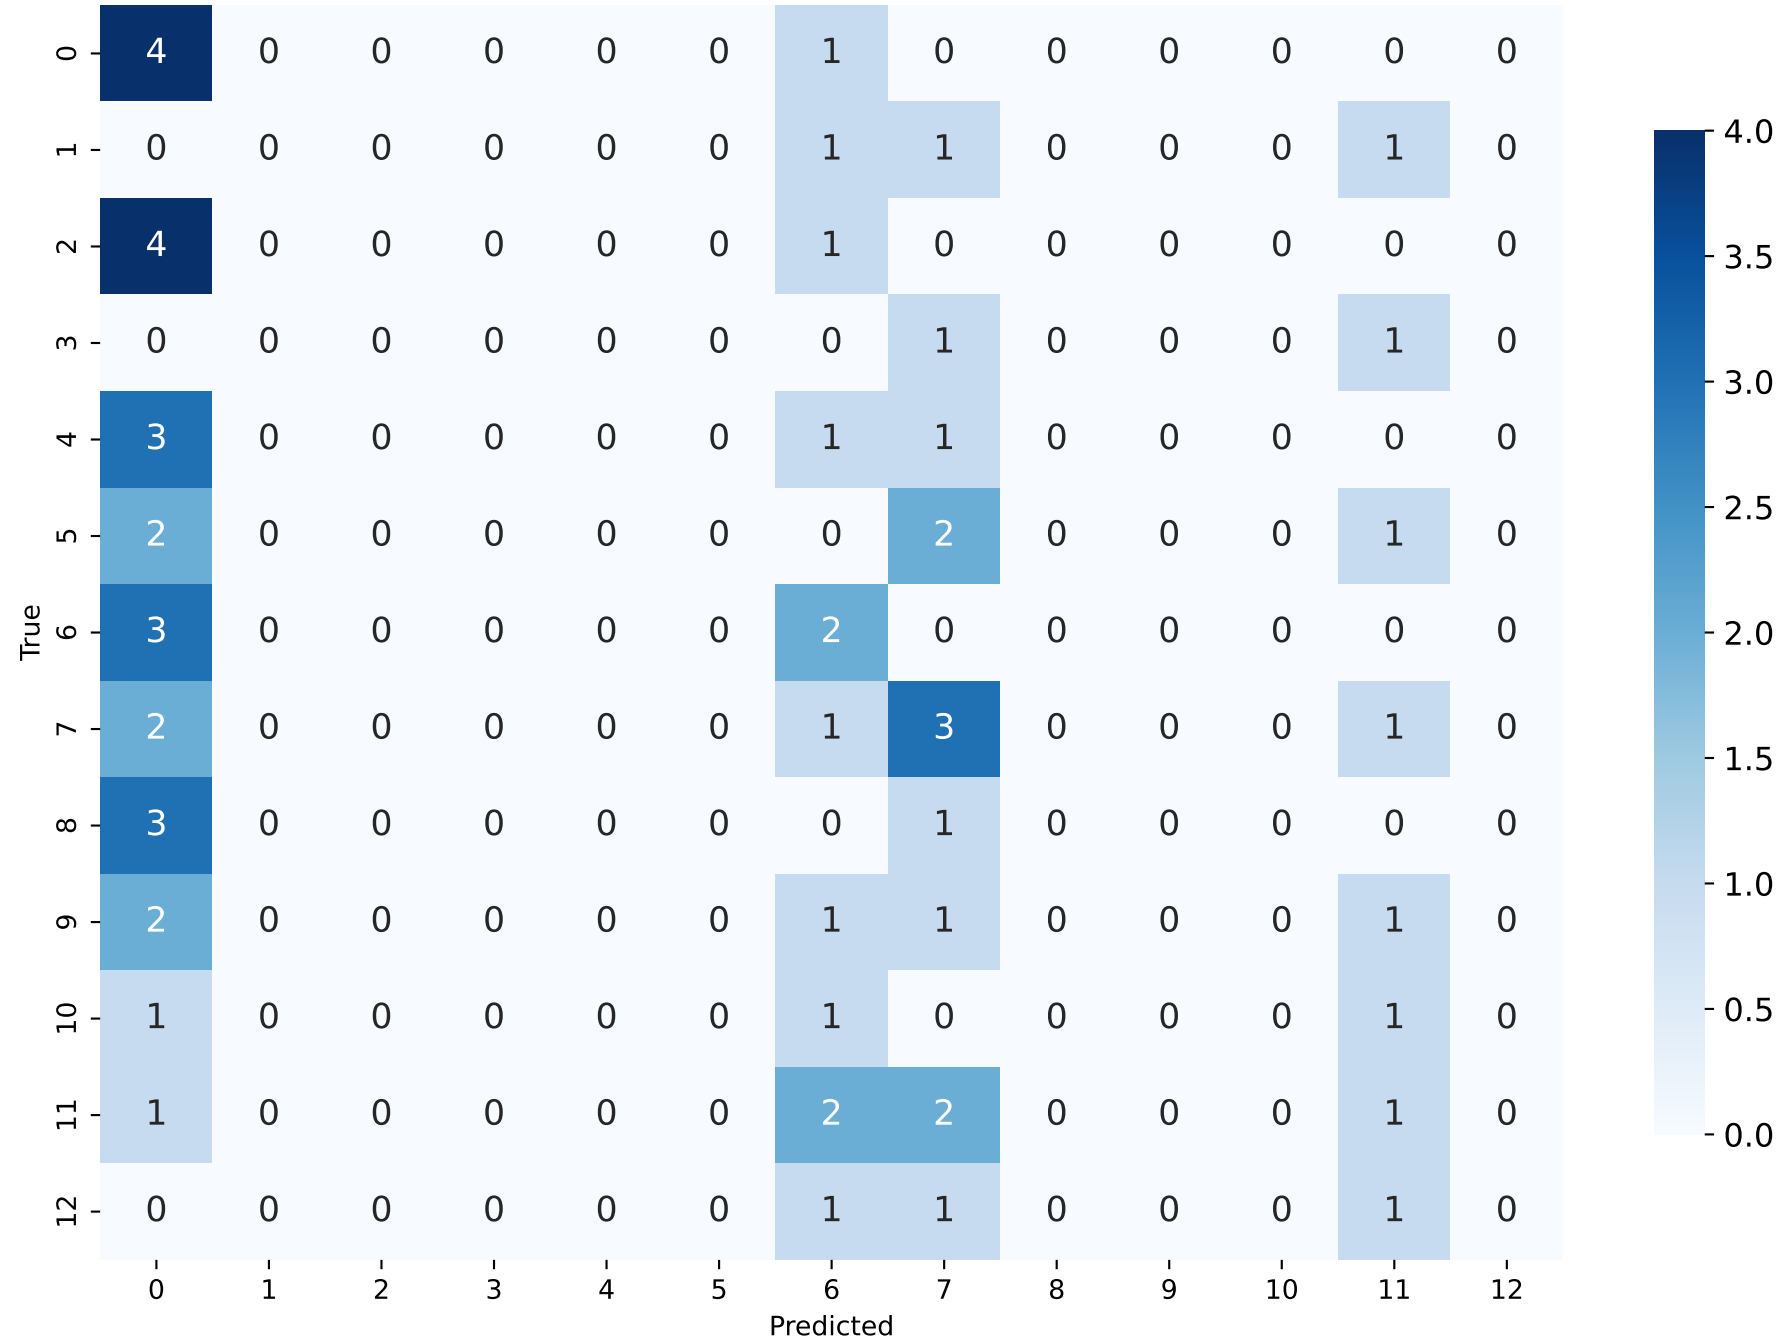 0 4 0 0 0 0 0 1 0 0 0 0 0 0
1 0 0 0 0 0 0 1 1 0 0 0 1 0
2 4 0 0 0 0 0 1 0 0 0 0 0 0
3 0 0 0 0 0 0 0 1 0 0 0 1 0
4 3 0 0 0 0 0 1 1 0 0 0 0 0
5 2 0 0 0 0 0 0 2 0 0 0 1 0
6 3 0 0 0 0 0 2 0 0 0 0 0 0
7 2 0 0 0 0 0 1 3 0 0 0 1 0
8 3 0 0 0 0 0 0 1 0 0 0 0 0
9 2 0 0 0 0 0 1 1 0 0 0 1 0
10 1 0 0 0 0 0 1 0 0 0 0 1 0
11 1 0 0 0 0 0 2 2 0 0 0 1 0
12 0 0 0 0 0 0 1 1 0 0 0 1 0
0 1 2 3 4 5 6 7 8 9 10 11 12
Predicted
True
4.0
3.5
3.0
2.5
2.0
1.5
1.0
0.5
0.0